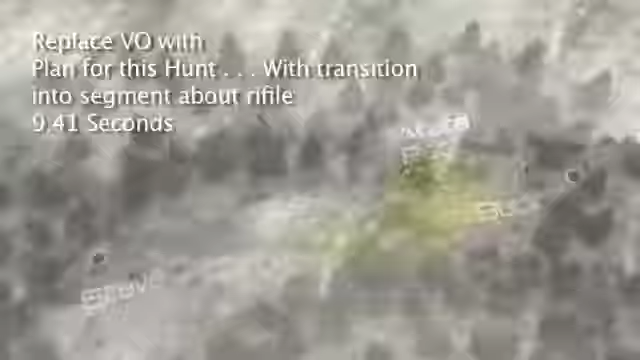 Replace VO with
Plan for this Hunt . . . With transition
into segment about rifile
9.41 Seconds